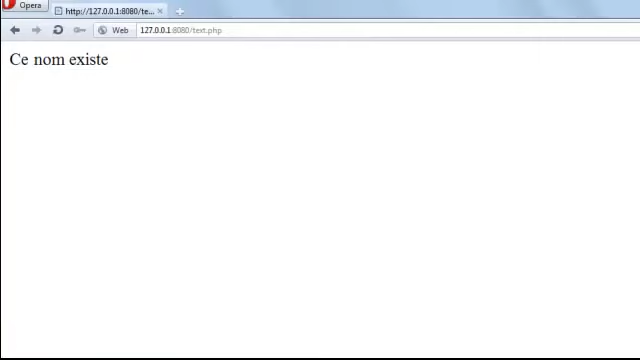 Opera
http://127.0.0.1:8080/te...
Web
127.0.0.1:8080/text.php
Ce nom existe